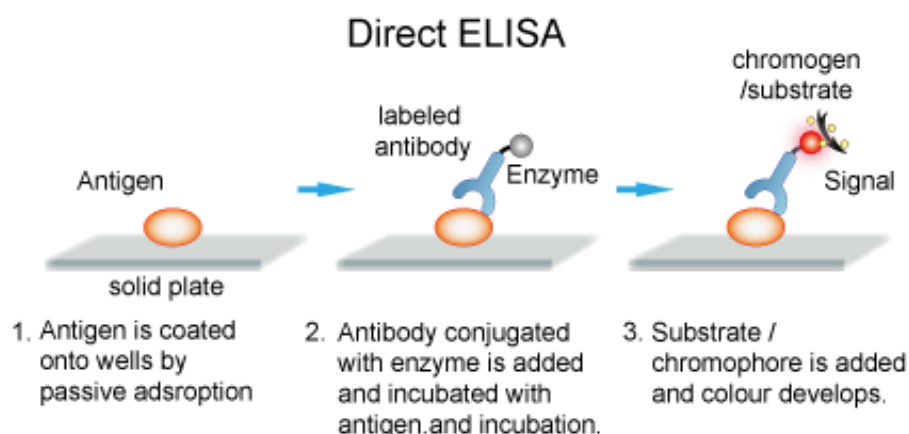 Direct ELISA
Antigen
solid plate
labeled
antibody
Enzyme
chromogen
/substrate
Signal
1. Antigen is coated
onto wells by
passive adsroption
2. Antibody conjugated
with enzyme is added
and incubated with
antigen.and incubation.
3. Substrate /
chromophore is added
and colour develops.